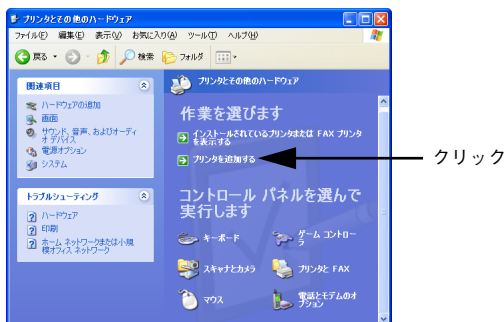 プリンタとその他のハードウェア
ファイル(F) 編集(E) 表示(V) お気に入り(A) ツール(T) ヘルプ(H)
戻る 検索 フォルダ
関連項目
ハードウェアの追加
画面
サウンド、音声、およびオーディ
オ デバイス
電源オプション
システム
トラブルシューティング
ハードウェア
印刷
ホーム ネットワークまたは小規
模オフィス ネットワーク
プリンタとその他のハードウェア
作業を選びます
インストールされているプリンタまたは FAX プリンタ
を表示する
プリンタを追加する
クリック
コントロール パネルを選んで
実行します
キーボード
ゲーム コントロー
ラ
スキャナとカメラ
プリンタと FAX
マウス
電話とモデムのオ
プション